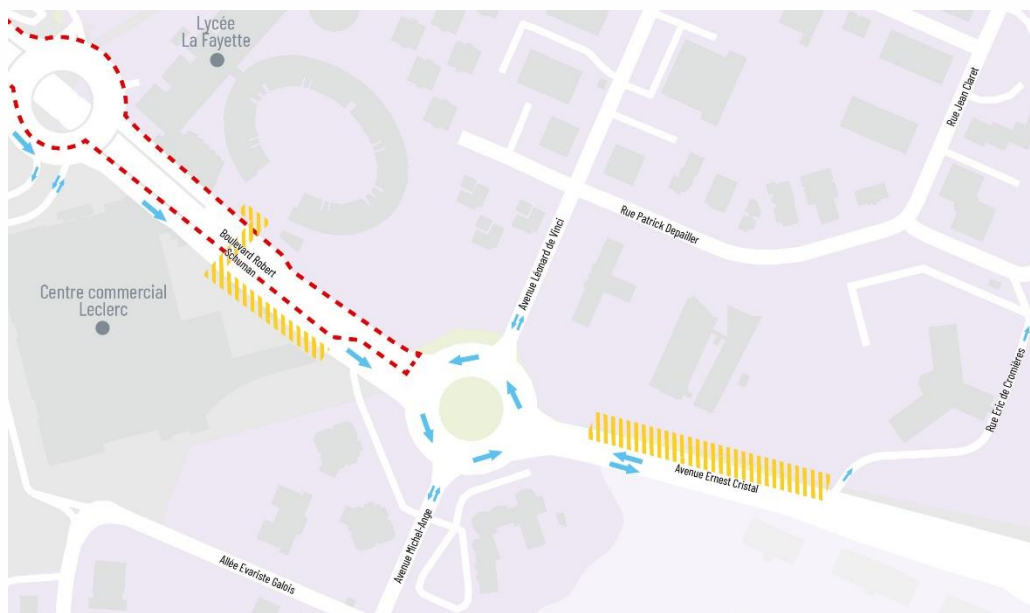 Lycée
La Fayette
Rue Jean Claret
Rue Patrick Depailler
Avenue Léonard de Vinci
Boulevard Robert
Schuman
Centre commercial
Leclerc
Rue Eric de Cromières
Avenue Ernest Cristal
Avenue Michel-Ange
Allée Evariste Galois